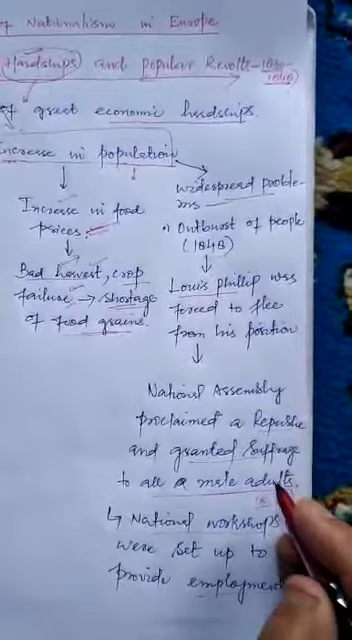 of Nationalism in Europe
Hardships and popular Revolt - 1830-1848
of great economic hardships.
Increase in population
widespread problems
Increase in food prices.
• Outburst of people (1848)
Bad harvest, crop failure → shortage of food grains.
Louis phillip was forced to flee from his position
National Assembly
proclaimed a Republic
and granted suffrage
to all a male adults.
↳ National workshops
were set up to
provide employment